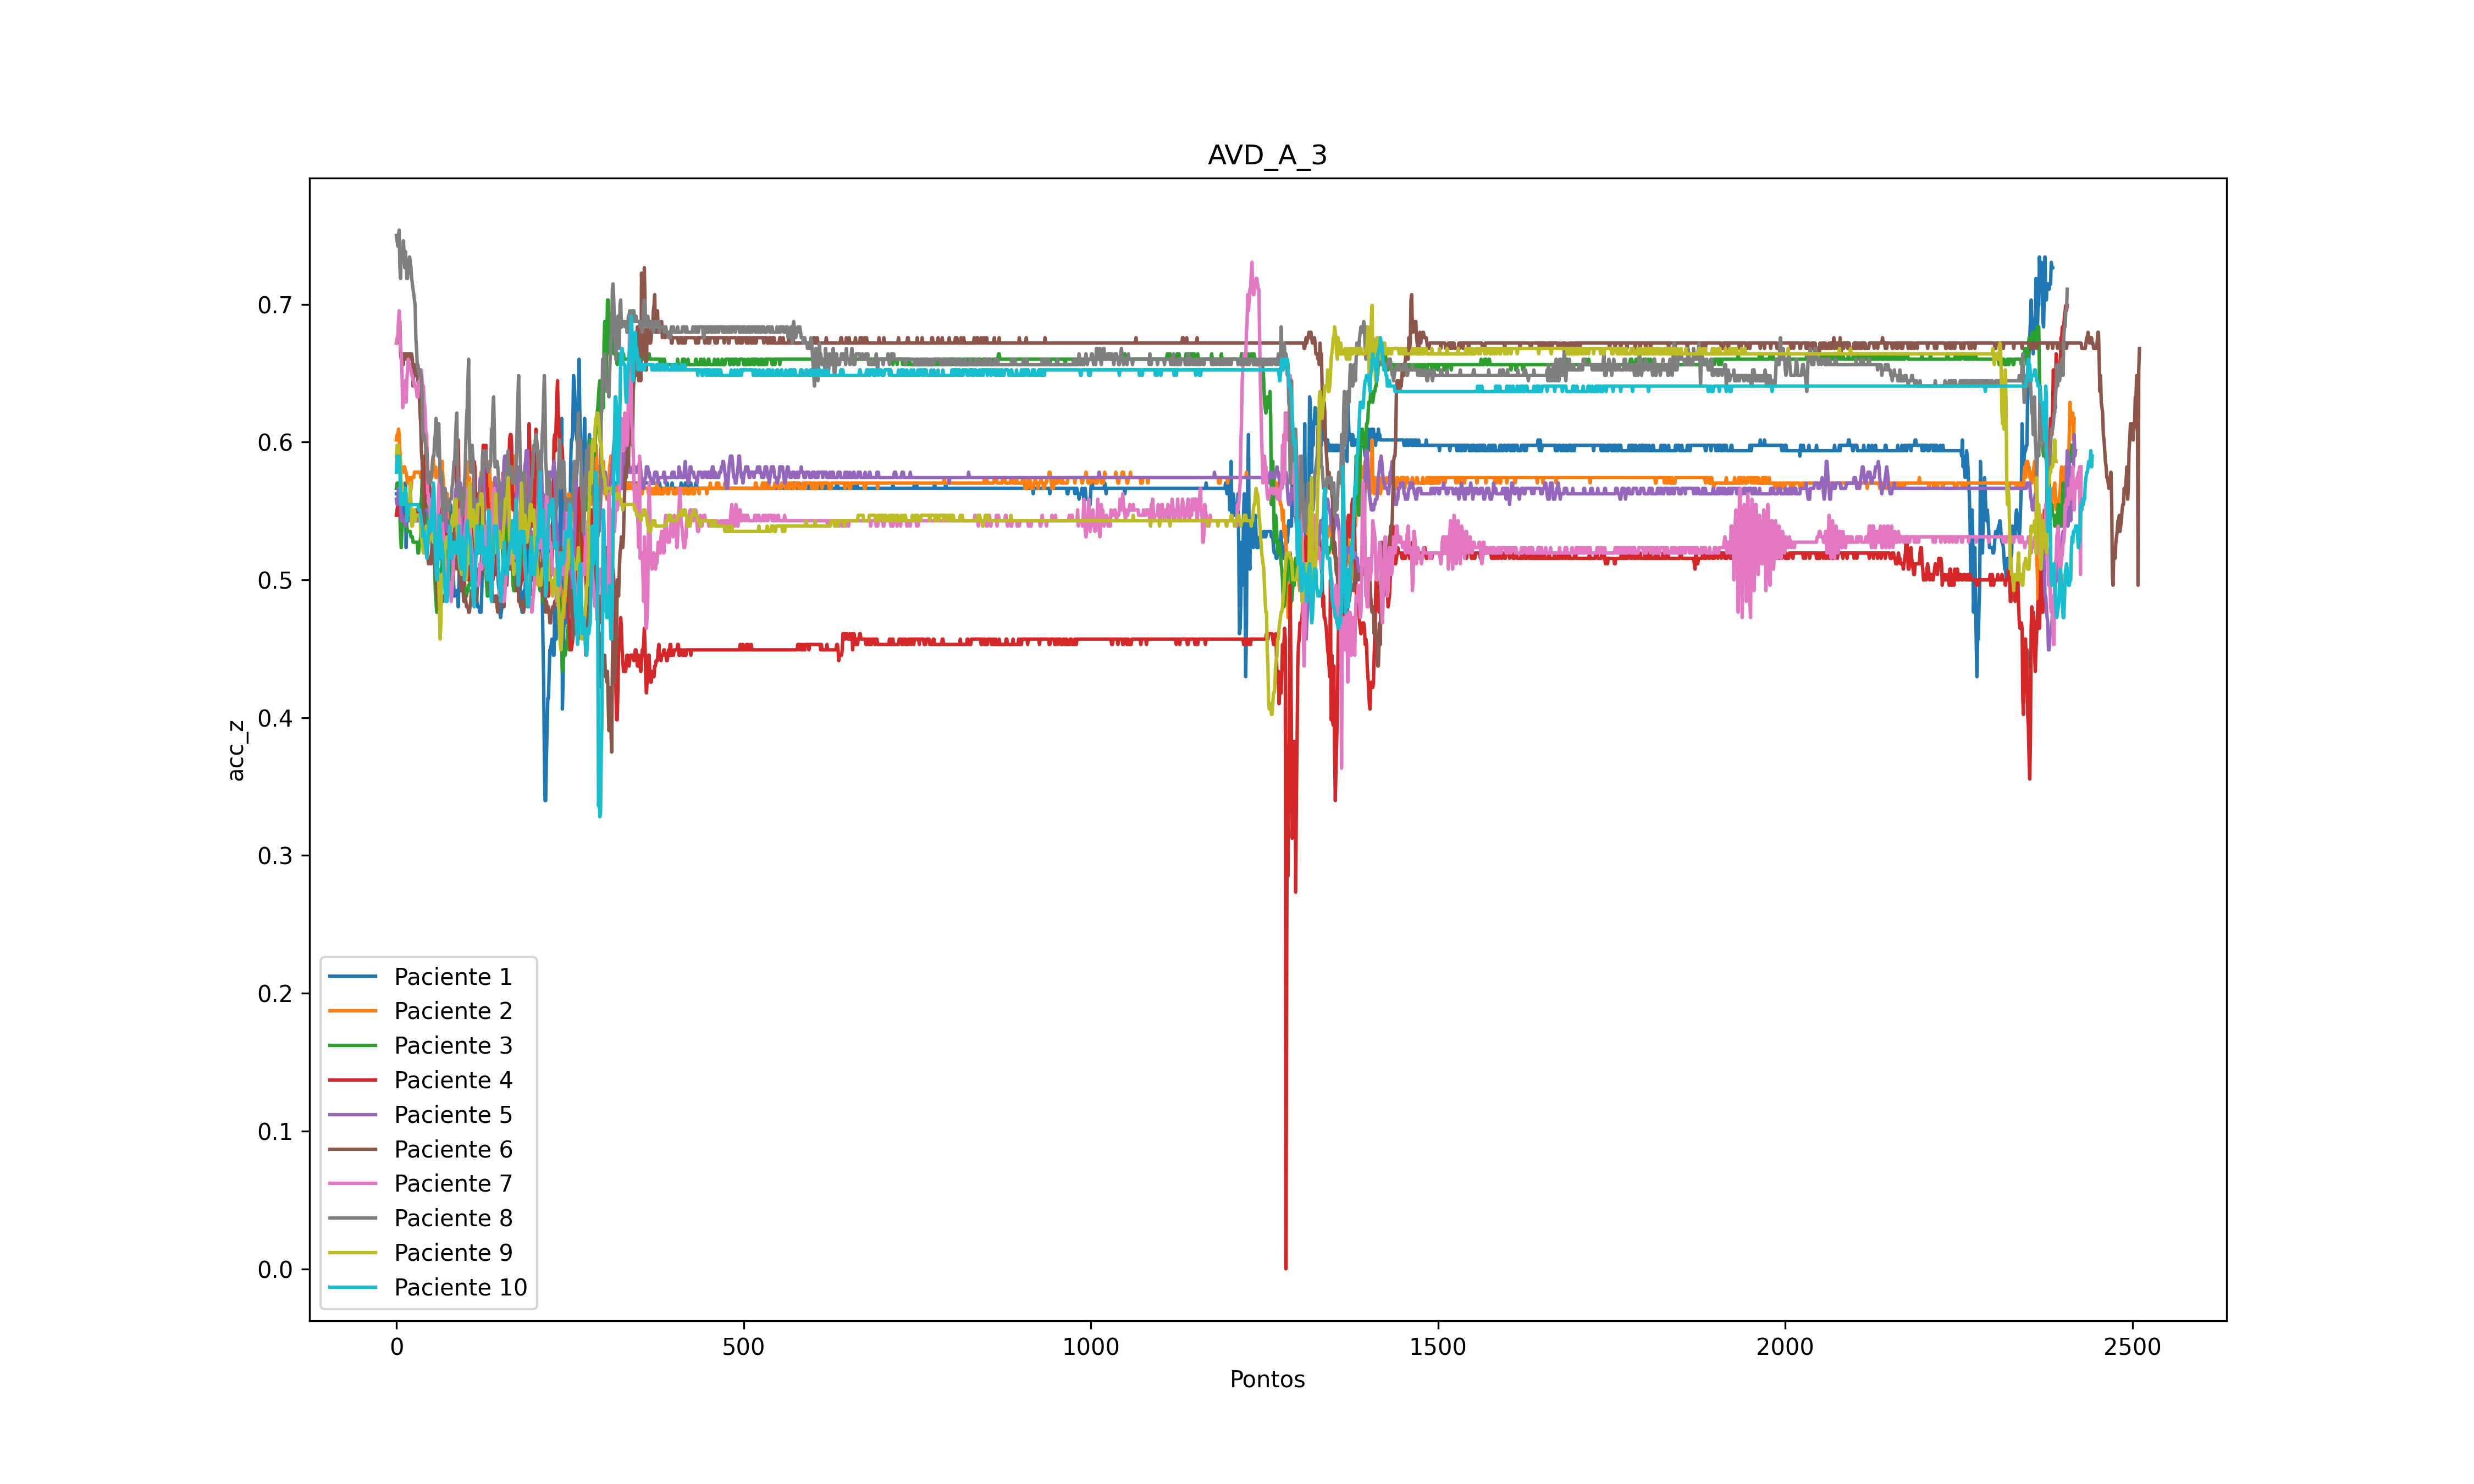 AVD_A_3
acc_z
0.7
0.6
0.5
0.4
0.3
0.2
0.1
0.0
Paciente 1
Paciente 2
Paciente 3
Paciente 4
Paciente 5
Paciente 6
Paciente 7
Paciente 8
Paciente 9
Paciente 10
0 500 1000 1500 2000 2500
Pontos